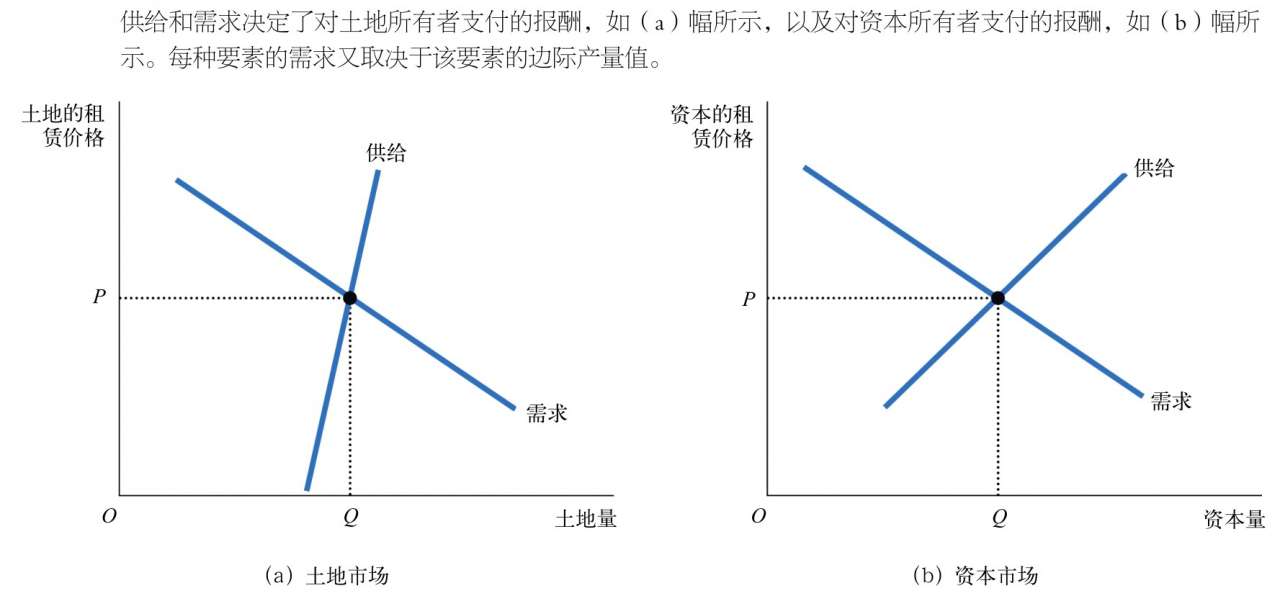 供给和需求决定了对土地所有者支付的报酬，如（a）幅所示，以及对资本所有者支付的报酬，如（b）幅所
示。每种要素的需求又取决于该要素的边际产量值。
土地的租
赁价格
供给
P
需求
O
Q
土地量
（a）土地市场
资本的租
赁价格
供给
P
需求
O
Q
资本量
（b）资本市场